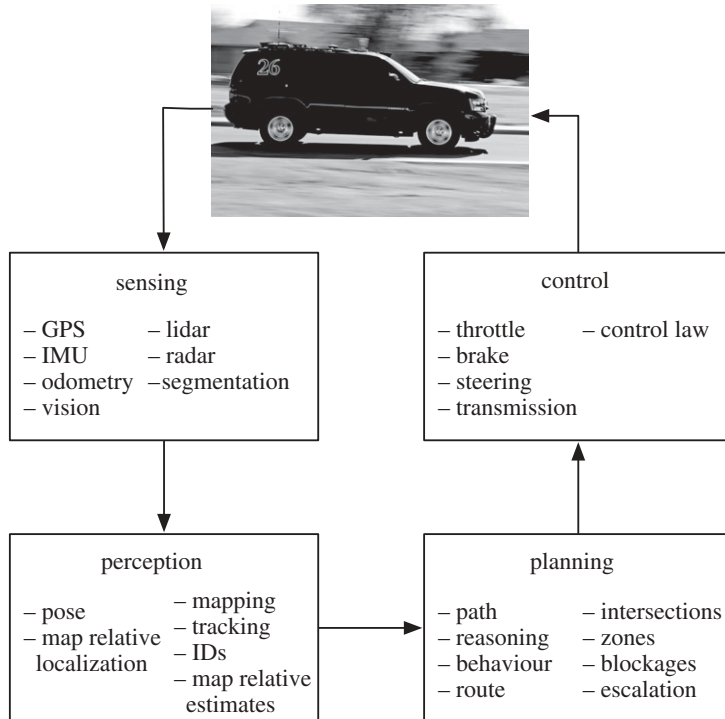 26
sensing
– GPS
– IMU
– odometry
– vision
– lidar
– radar
–segmentation
control
– throttle
– brake
– steering
– transmission
– control law
perception
– pose
– map relative
localization
– mapping
– tracking
– IDs
– map relative
estimates
planning
– path
– reasoning
– behaviour
– route
– intersections
– zones
– blockages
– escalation